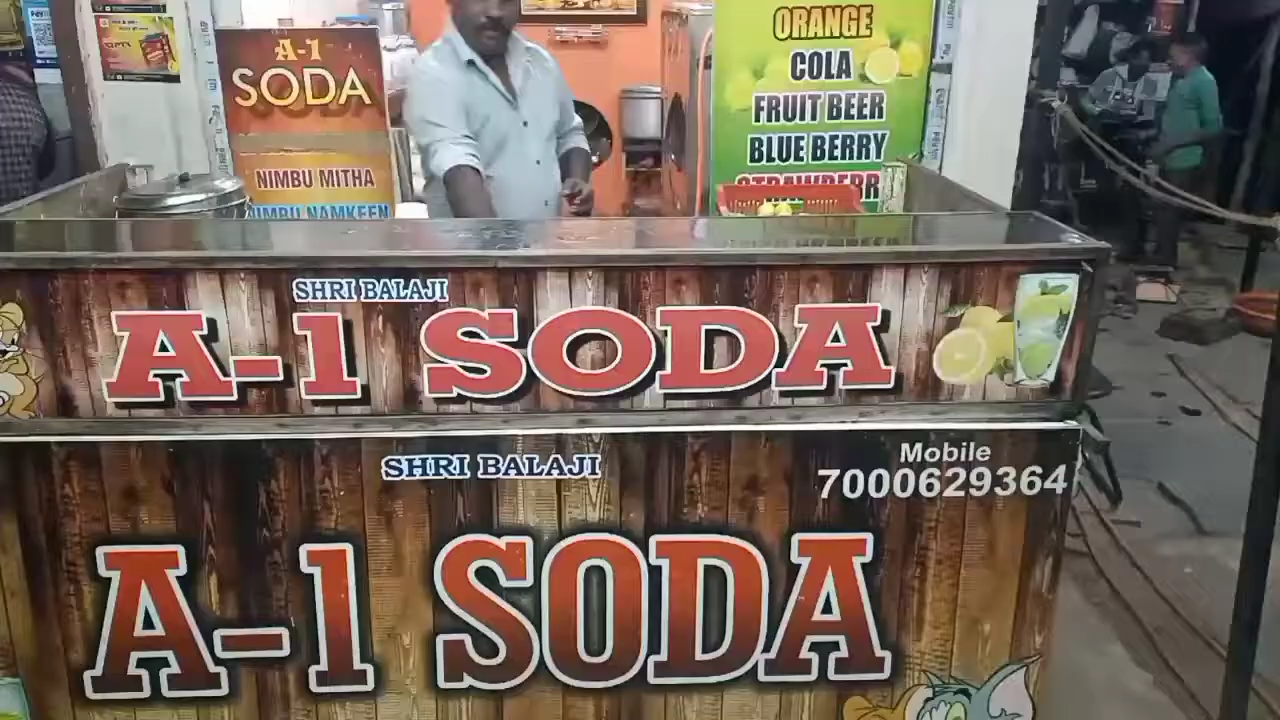 A-1
SODA
NIMBU MITHA
NIMBU NAMKEEN
ORANGE
COLA
FRUIT BEER
BLUE BERRY
SHRI BALAJI
A-1 SODA
SHRI BALAJI
Mobile
7000629364
A-1 SODA